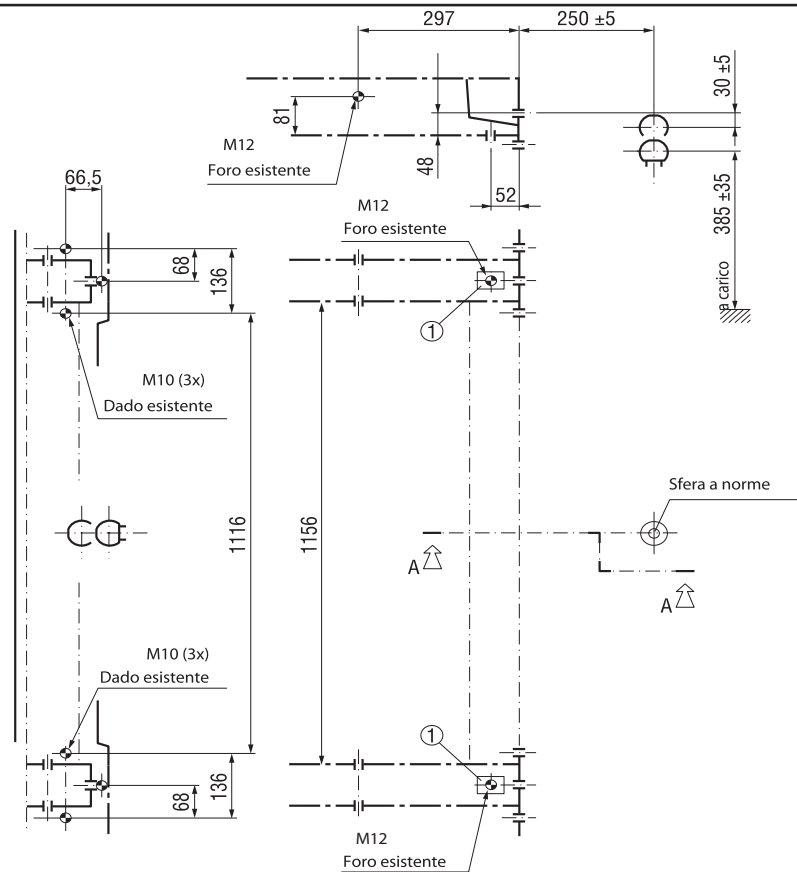 297
250 ±5
30 ±5
81
M12
Foro esistente
48
52
385 ±35
a carico
66,5
68
136
M12
Foro esistente
1
M10 (3x)
Dado esistente
1116
1156
Sfera a norme
A
A
M10 (3x)
Dado esistente
1
136
68
M12
Foro esistente